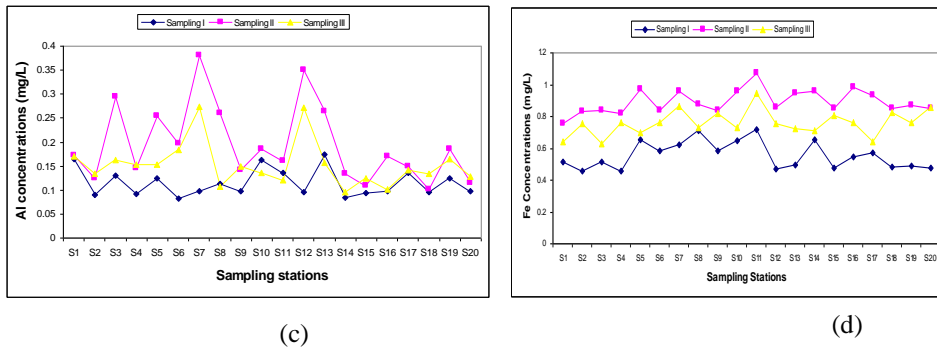 Sampling I Sampling II Sampling III
Al concentrations (mg/L)
0.4
0.35
0.3
0.25
0.2
0.15
0.1
0.05
0
S1 S2 S3 S4 S5 S6 S7 S8 S9 S10 S11 S12 S13 S14 S15 S16 S17 S18 S19 S20
Sampling stations
(c)
Sampling I Sampling II Sampling III
Fe Concentrations (mg/L)
1.2
1
0.8
0.6
0.4
0.2
0
S1 S2 S3 S4 S5 S6 S7 S8 S9 S10 S11 S12 S13 S14 S15 S16 S17 S18 S19 S20
Sampling Stations
(d)